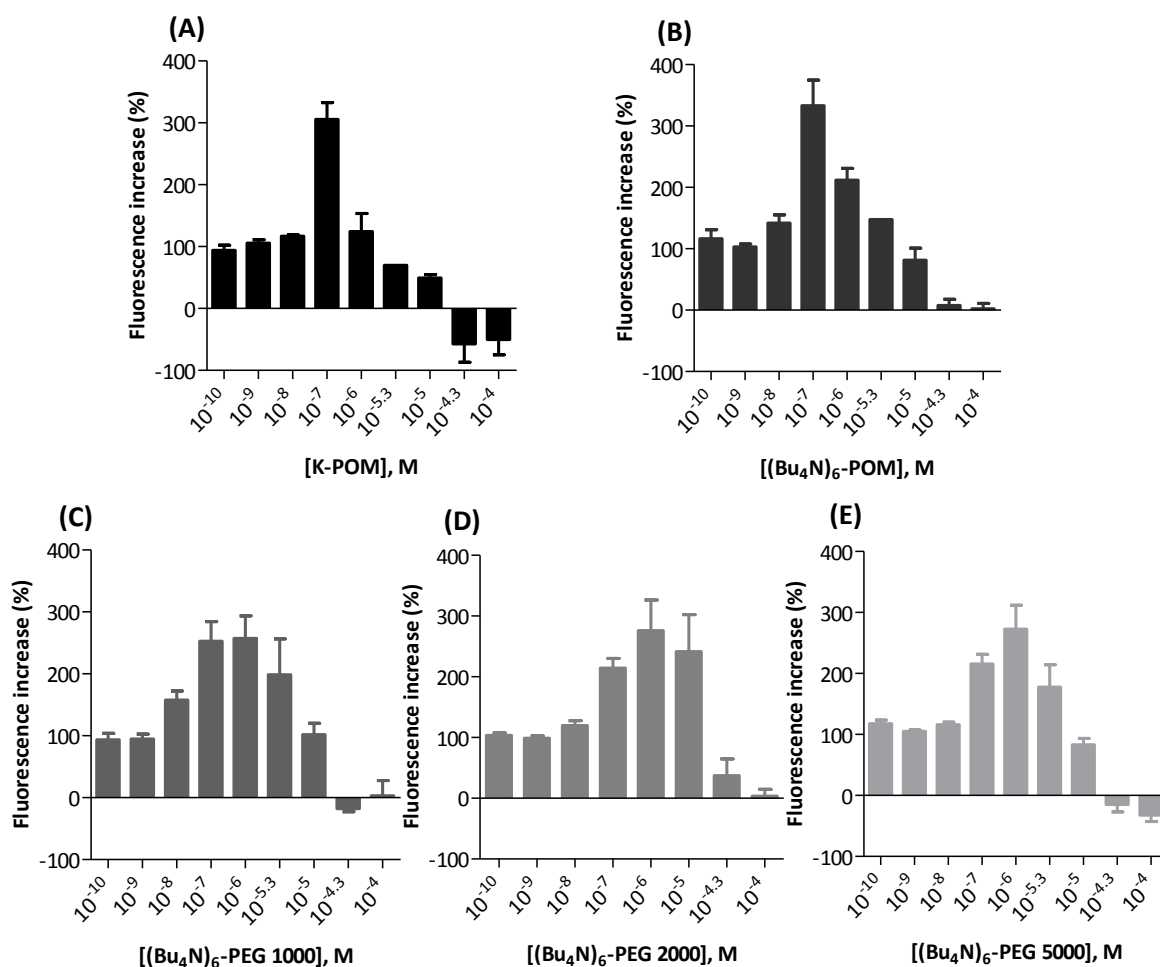 (A)
Fluorescence increase (%)
400
300
200
100
0
-100
10⁻¹⁰ 10⁻⁹ 10⁻⁸ 10⁻⁷ 10⁻⁶ 10⁻⁵·³ 10⁻⁵ 10⁻⁴·³ 10⁻⁴
[K-POM], M
(B)
Fluorescence increase (%)
400
300
200
100
0
-100
10⁻¹⁰ 10⁻⁹ 10⁻⁸ 10⁻⁷ 10⁻⁶ 10⁻⁵·³ 10⁻⁵ 10⁻⁴·³ 10⁻⁴
[(Bu₄N)₆-POM], M
(C)
Fluorescence increase (%)
400
300
200
100
0
-100
10⁻¹⁰ 10⁻⁹ 10⁻⁸ 10⁻⁷ 10⁻⁶ 10⁻⁵·³ 10⁻⁵ 10⁻⁴·³ 10⁻⁴
[(Bu₄N)₆-PEG 1000], M
(D)
Fluorescence increase (%)
400
300
200
100
0
-100
10⁻¹⁰ 10⁻⁹ 10⁻⁸ 10⁻⁷ 10⁻⁶ 10⁻⁵ 10⁻⁴·³ 10⁻⁴
[(Bu₄N)₆-PEG 2000], M
(E)
Fluorescence increase (%)
400
300
200
100
0
-100
10⁻¹⁰ 10⁻⁹ 10⁻⁸ 10⁻⁷ 10⁻⁶ 10⁻⁵·³ 10⁻⁵ 10⁻⁴·³ 10⁻⁴
[(Bu₄N)₆-PEG 5000], M